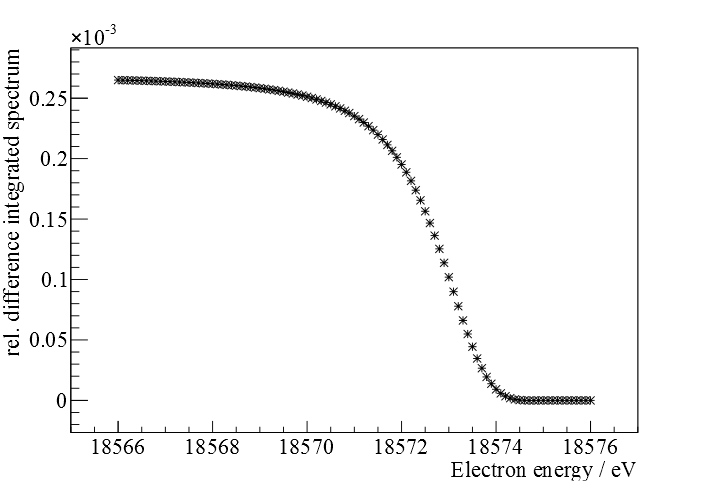 ×10⁻³
rel. difference integrated spectrum
0.25
0.2
0.15
0.1
0.05
0
18566 18568 18570 18572 18574 18576
Electron energy / eV